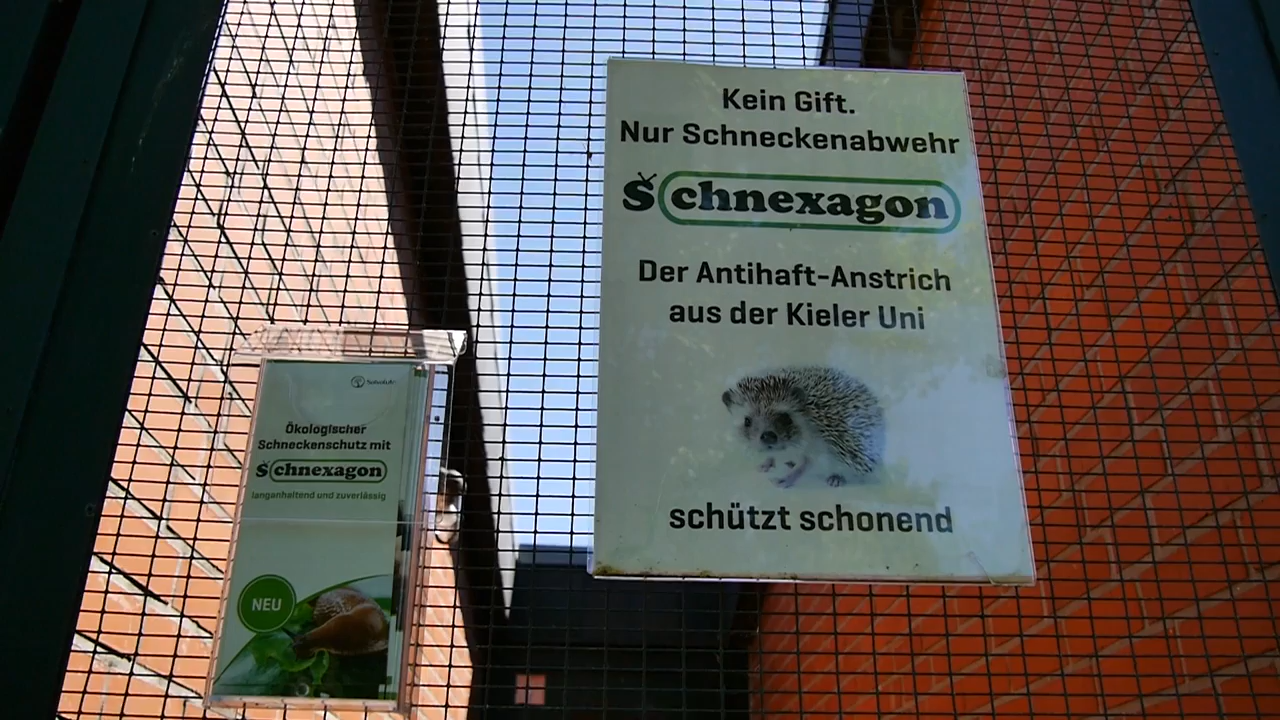 Kein Gift.
Nur Schneckenabwehr
Schnexagon
Der Antihaft-Anstrich
aus der Kieler Uni
schützt schonend
Ökologischer
Schneckenschutz mit
Schnexagon
langanhaltend und zuverlässig
NEU